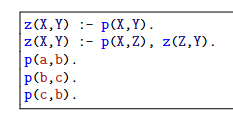 z(X,Y) :- p(X,Y).
z(X,Y) :- p(X,Z), z(Z,Y).
p(a,b).
p(b,c).
p(c,b).